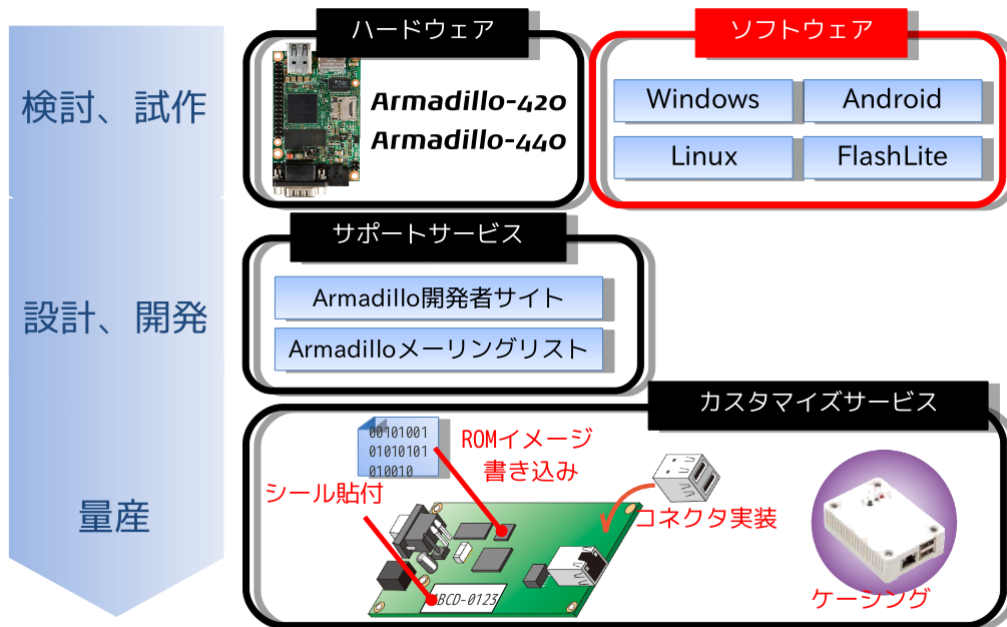 ハードウェア
ソフトウェア
検討、試作
Armadillo-420
Armadillo-440
Windows
Android
Linux
FlashLite
サポートサービス
設計、開発
Armadillo開発者サイト
Armadilloメーリングリスト
カスタマイズサービス
量産
00101001
01010101
010010
ROMイメージ
書き込み
シール貼付
コネクタ実装
ABCD-0123
ケーシング